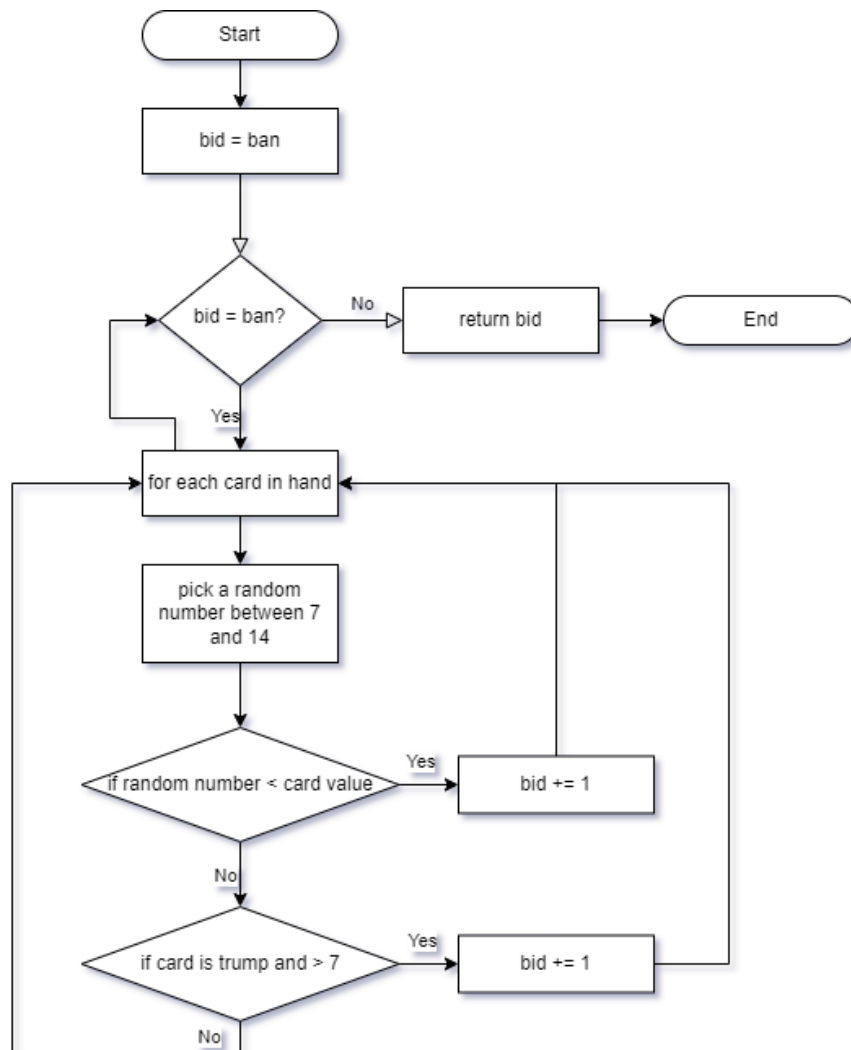 Start
bid = ban
bid = ban?
No
return bid
End
Yes
for each card in hand
pick a random
number between 7
and 14
if random number < card value
Yes
bid += 1
No
if card is trump and > 7
Yes
bid += 1
No